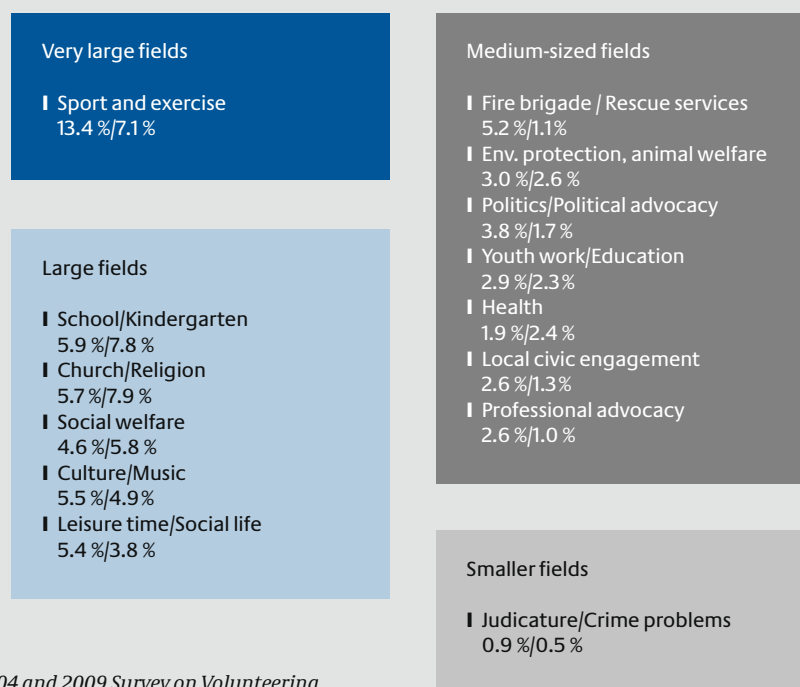 Very large fields
Sport and exercise
13.4 %/7.1 %
Large fields
School/Kindergarten
5.9 %/7.8 %
Church/Religion
5.7 %/7.9 %
Social welfare
4.6 %/5.8 %
Culture/Music
5.5 %/4.9 %
Leisure time/Social life
5.4 %/3.8 %
Medium-sized fields
Fire brigade / Rescue services
5.2 %/1.1%
Env. protection, animal welfare
3.0 %/2.6 %
Politics/Political advocacy
3.8 %/1.7 %
Youth work/Education
2.9 %/2.3%
Health
1.9 %/2.4 %
Local civic engagement
2.6 %/1.3%
Professional advocacy
2.6 %/1.0 %
Smaller fields
Judicature/Crime problems
0.9 %/0.5 %
04 and 2009 Survey on Volunteering